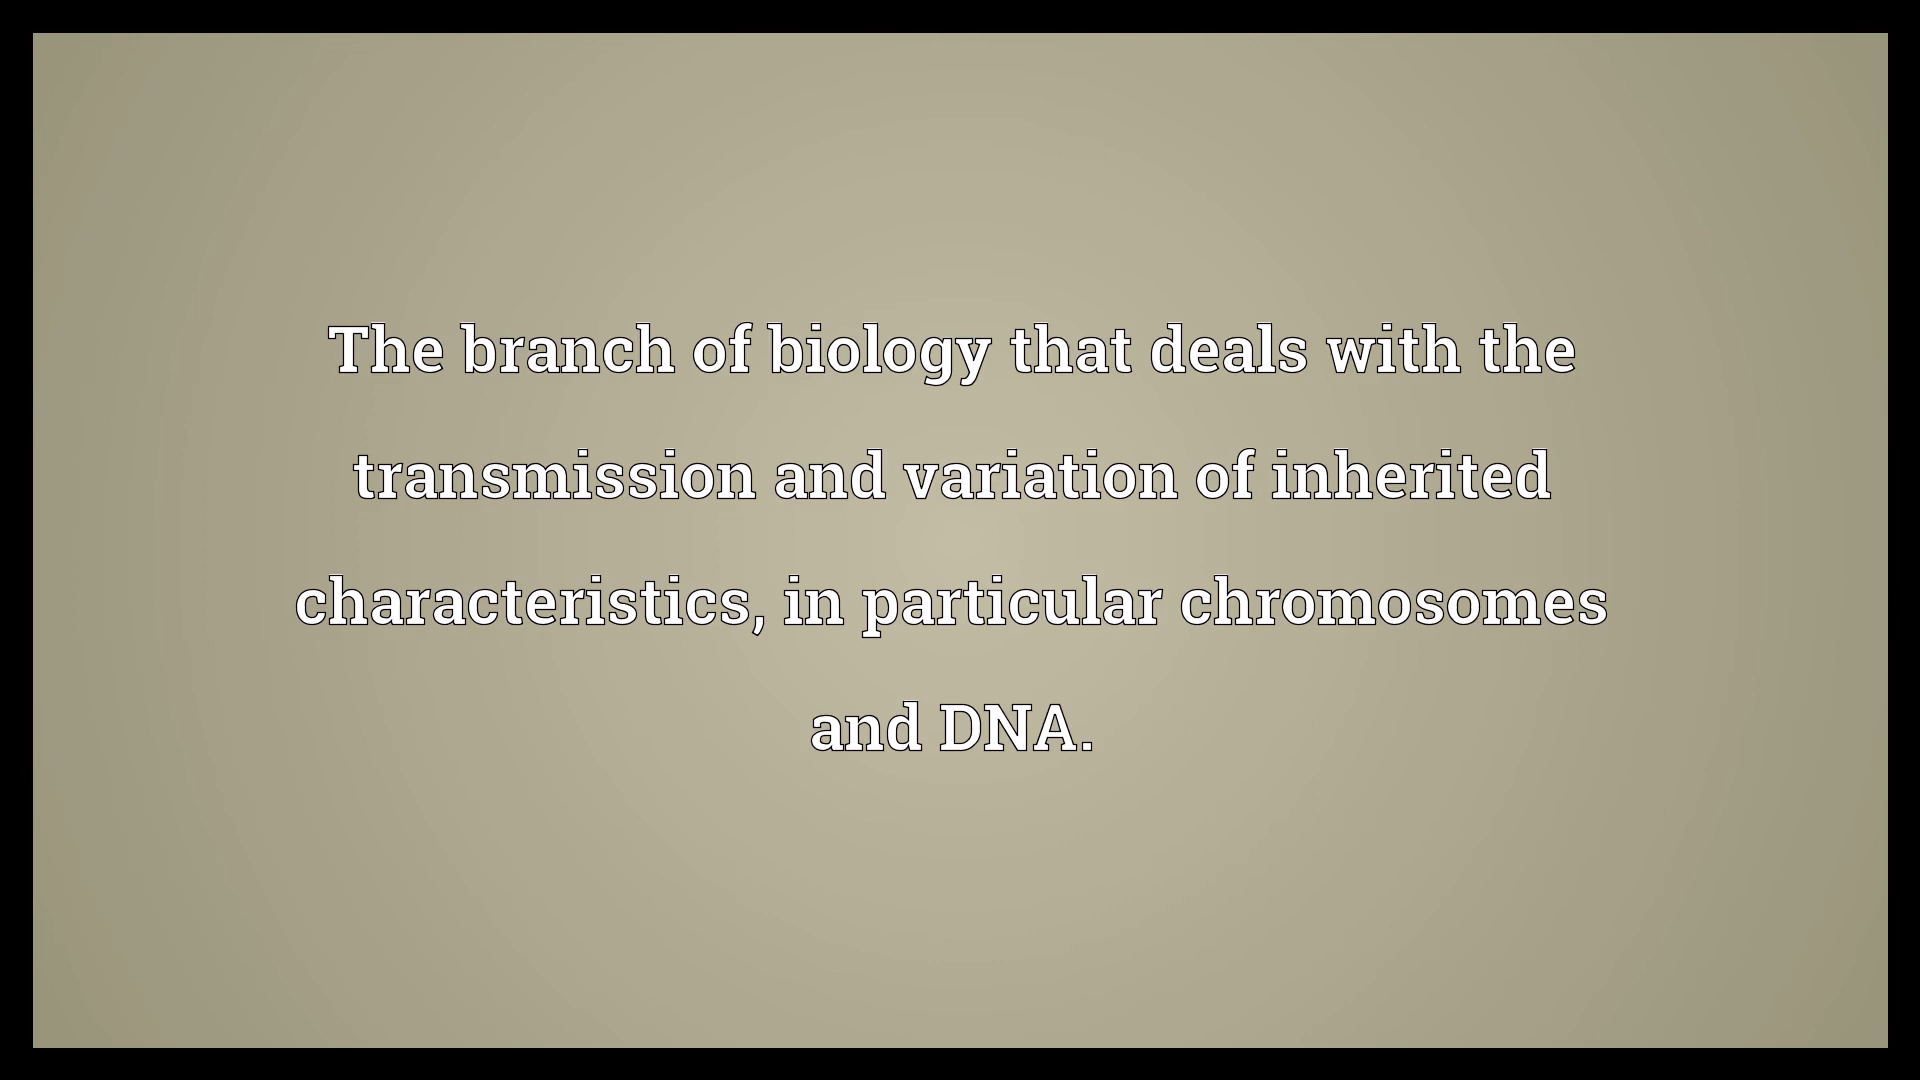 The branch of biology that deals with the
transmission and variation of inherited
characteristics, in particular chromosomes
and DNA.